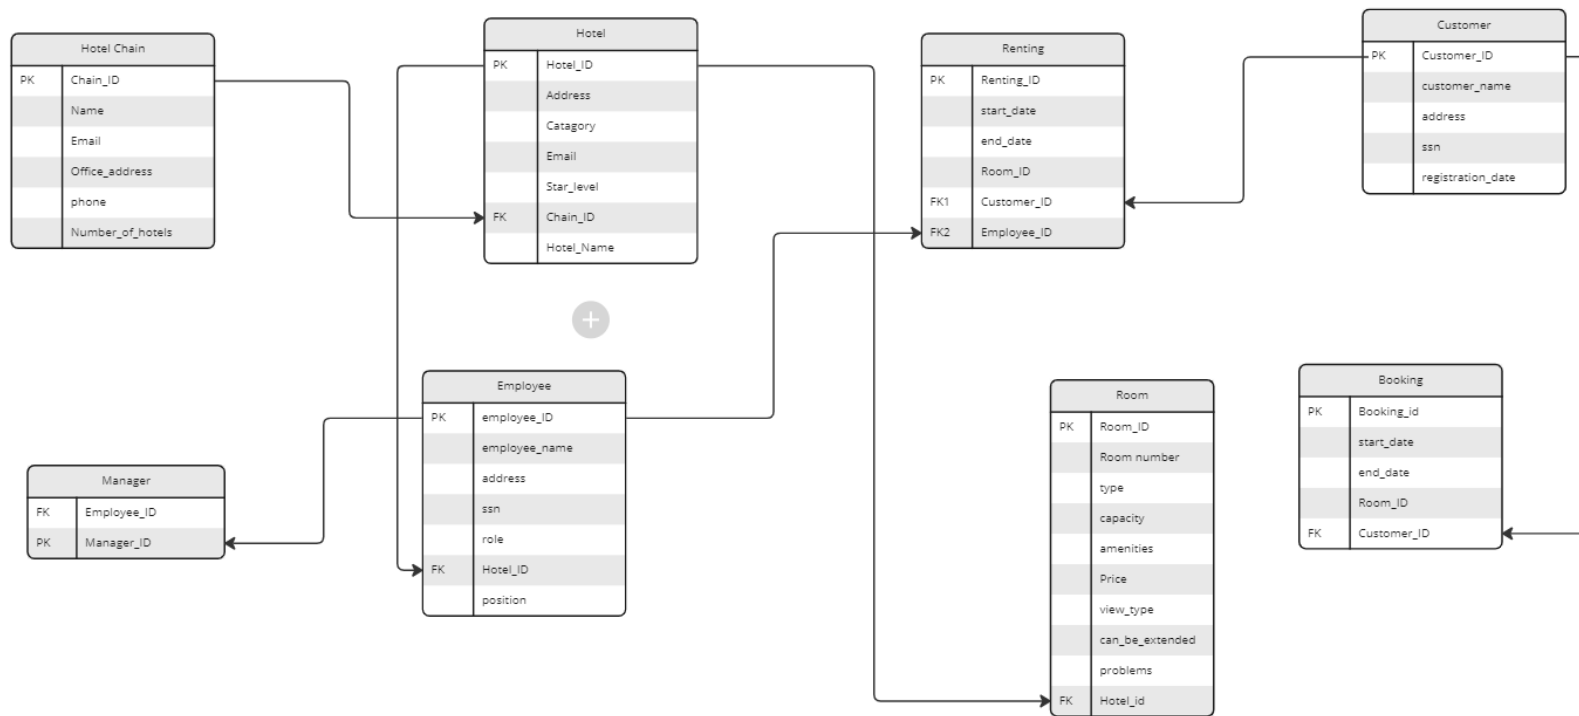 Hotel Chain
PK Chain_ID
Name
Email
Office_address
phone
Number_of_hotels
Hotel
PK Hotel_ID
Address
Catagory
Email
Star_level
FK Chain_ID
Hotel_Name
Renting
PK Renting_ID
start_date
end_date
Room_ID
FK1 Customer_ID
FK2 Employee_ID
Customer
PK Customer_ID
customer_name
address
ssn
registration_date
Manager
FK Employee_ID
PK Manager_ID
Employee
PK employee_ID
employee_name
address
ssn
role
FK Hotel_ID
position
Room
PK Room_ID
Room number
type
capacity
amenities
Price
view_type
can_be_extended
problems
FK Hotel_id
Booking
PK Booking_id
start_date
end_date
Room_ID
FK Customer_ID